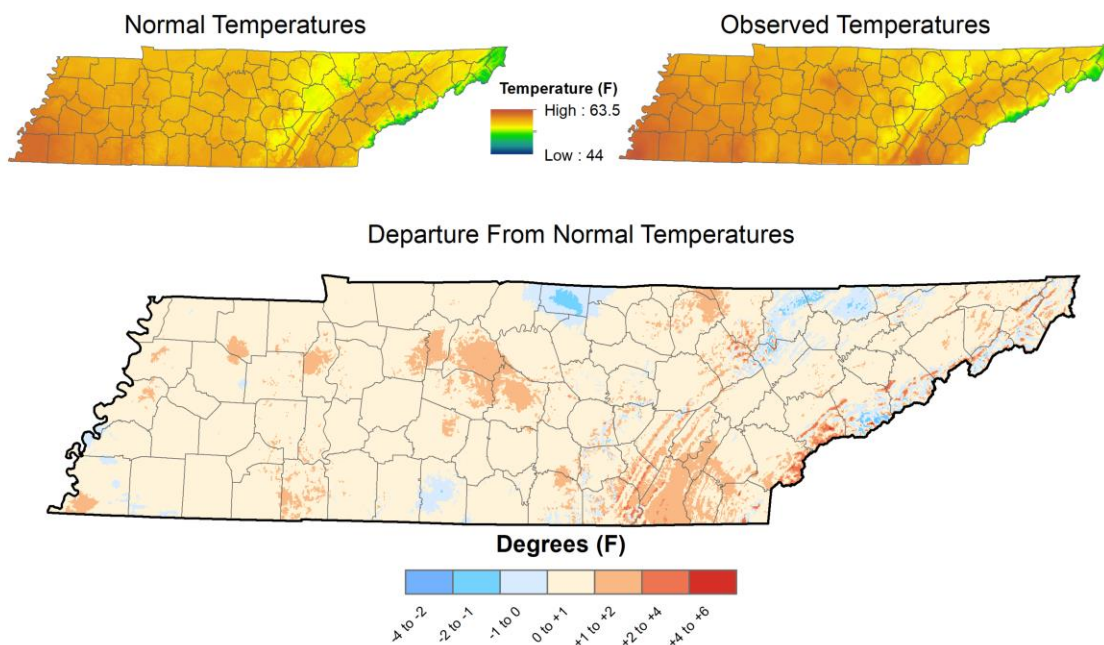 Normal Temperatures
Observed Temperatures
Temperature (F)
High : 63.5
Low : 44
Departure From Normal Temperatures
Degrees (F)
-4 to -2
-2 to -1
-1 to 0
0 to +1
+1 to +2
+2 to +4
+4 to +6